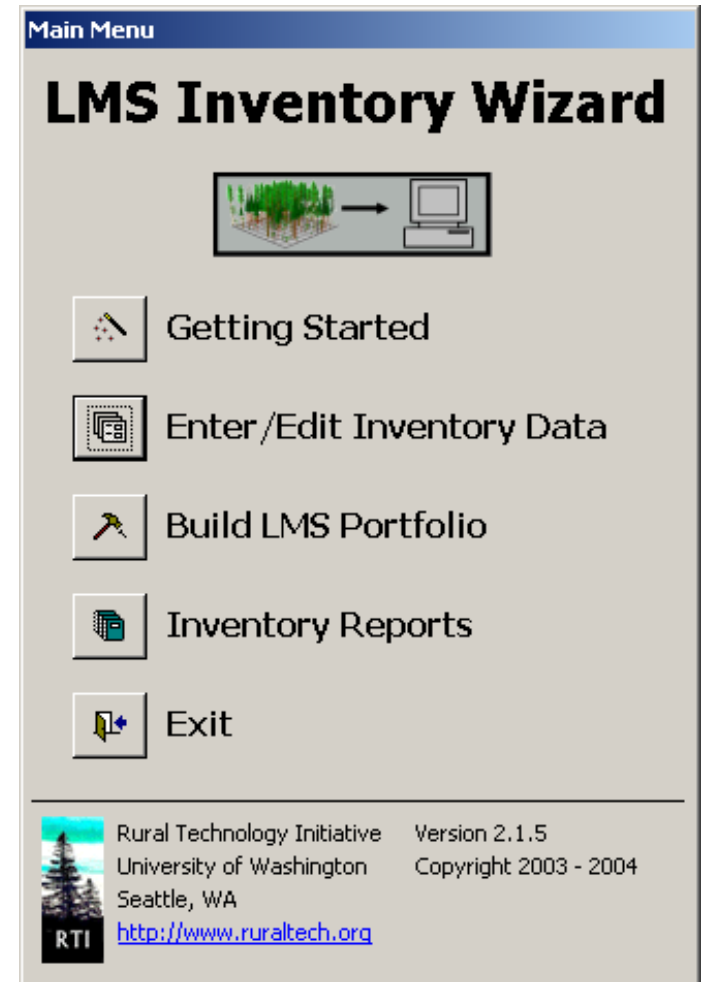 Main Menu
LMS Inventory Wizard
Getting Started
Enter/Edit Inventory Data
Build LMS Portfolio
Inventory Reports
Exit
Rural Technology Initiative
University of Washington
Seattle, WA
http://www.ruraltech.org
Version 2.1.5
Copyright 2003 - 2004
RTI